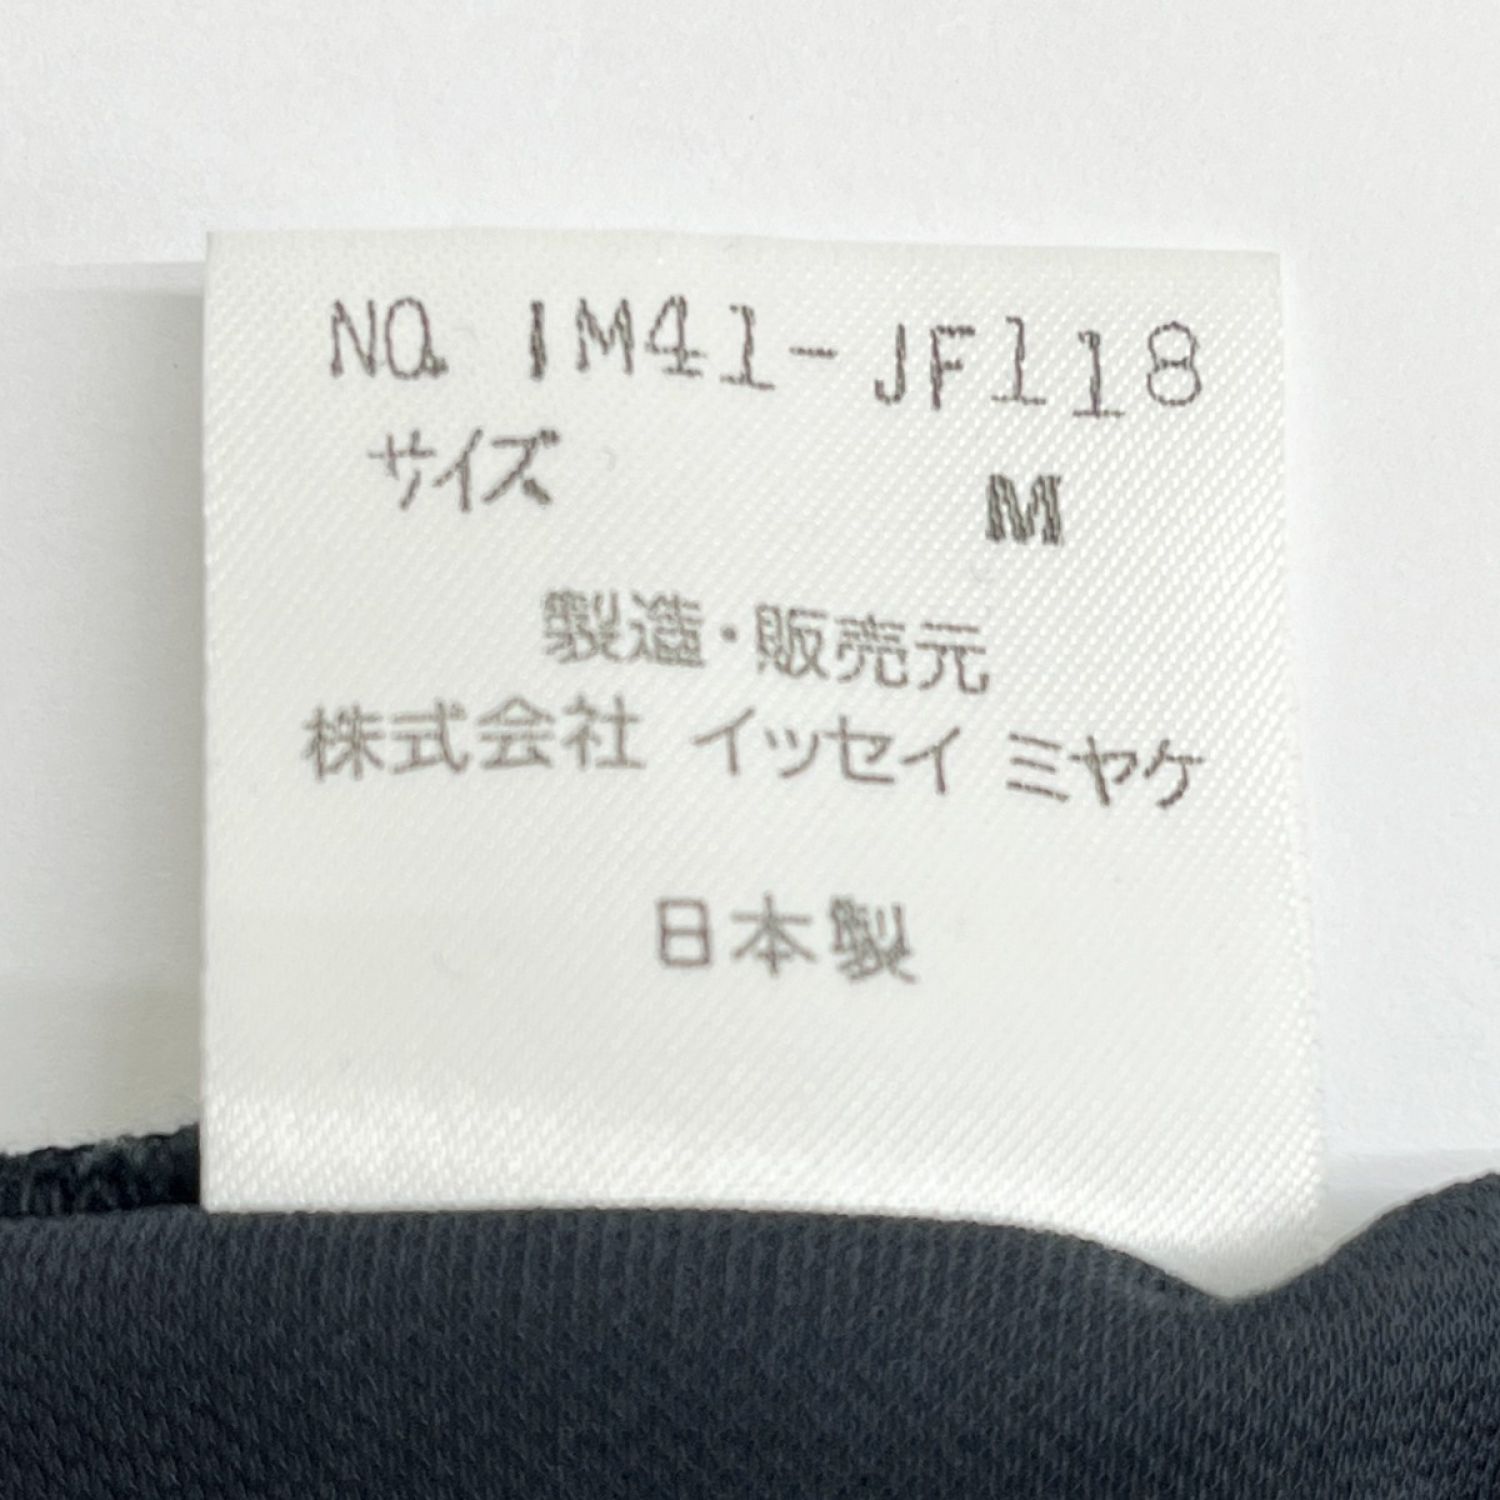 NO. IM41-JF118
サイズ M
製造・販売元
株式会社 イッセイ ミヤケ
日本製